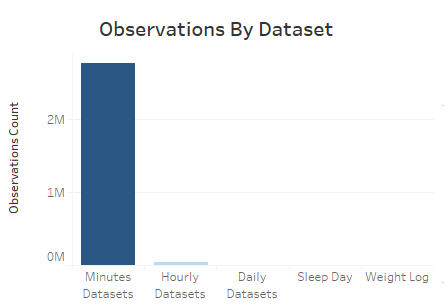 Observations By Dataset
Observations Count
2M
1M
0M
Minutes Datasets
Hourly Datasets
Daily Datasets
Sleep Day
Weight Log